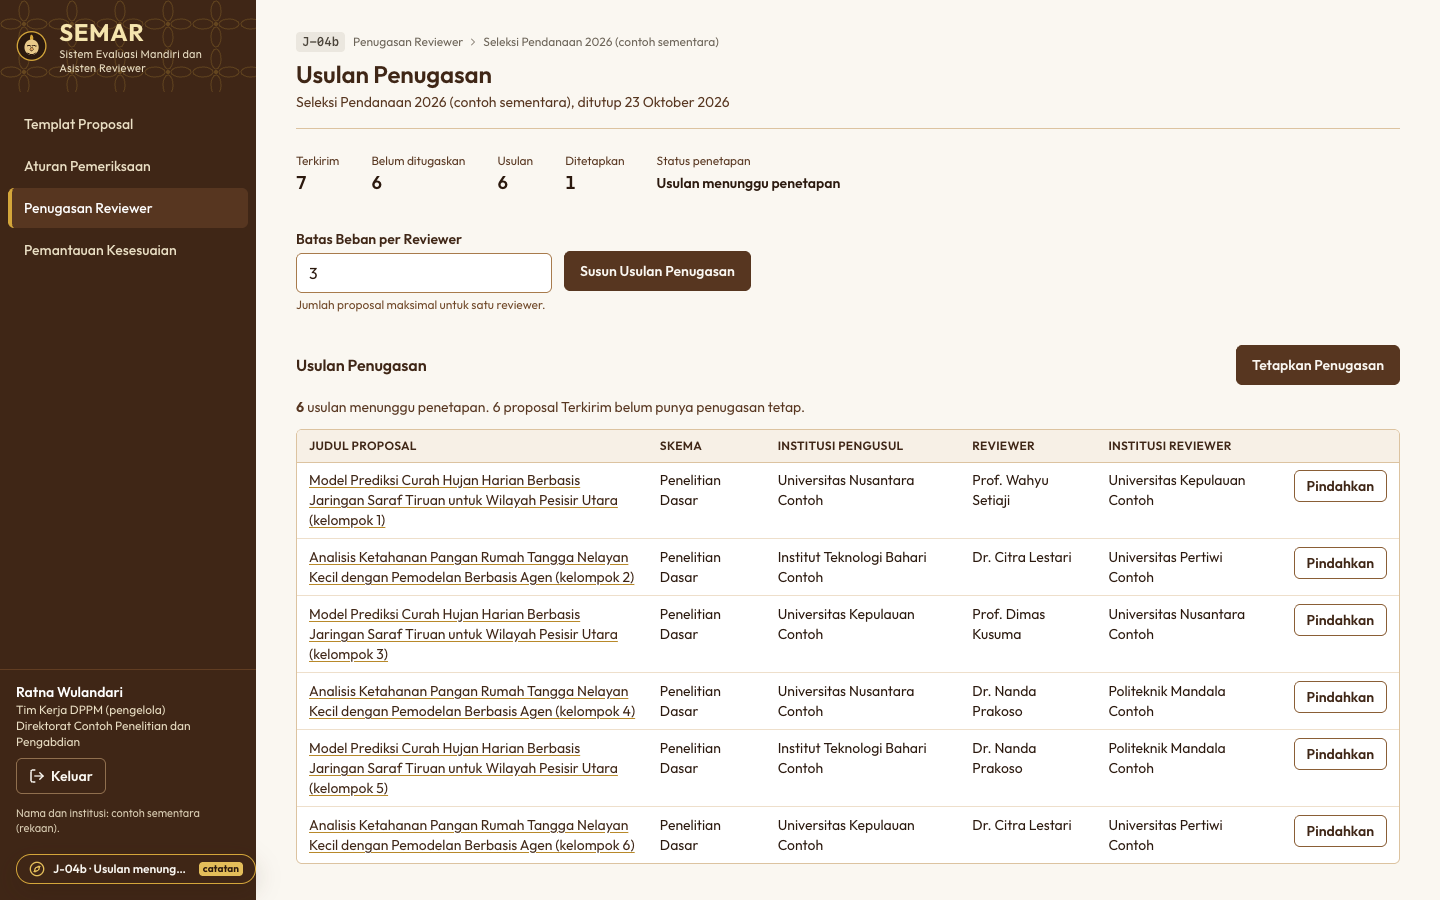 SEMAR
Sistem Evaluasi Mandiri dan
Asisten Reviewer
Templat Proposal
Aturan Pemeriksaan
Penugasan Reviewer
Pemantauan Kesesuaian
Ratna Wulandari
Tim Kerja DPPM (pengelola)
Direktorat Contoh Penelitian dan
Pengabdian
Keluar
Nama dan institusi: contoh sementara
(rekaan).
J-04b · Usulan menung... catatan
J-04b Penugasan Reviewer > Seleksi Pendanaan 2026 (contoh sementara)
Usulan Penugasan
Seleksi Pendanaan 2026 (contoh sementara), ditutup 23 Oktober 2026
Terkirim Belum ditugaskan Usulan Ditetapkan Status penetapan
7 6 6 1 Usulan menunggu penetapan
Batas Beban per Reviewer
3 Susun Usulan Penugasan
Jumlah proposal maksimal untuk satu reviewer.
Usulan Penugasan Tetapkan Penugasan
6 usulan menunggu penetapan. 6 proposal Terkirim belum punya penugasan tetap.
JUDUL PROPOSAL SKEMA INSTITUSI PENGUSUL REVIEWER INSTITUSI REVIEWER
Model Prediksi Curah Hujan Harian Berbasis Penelitian Universitas Nusantara Prof. Wahyu Universitas Kepulauan Pindahkan
Jaringan Saraf Tiruan untuk Wilayah Pesisir Utara Dasar Contoh Setiaji Contoh
(kelompok 1)
Analisis Ketahanan Pangan Rumah Tangga Nelayan Penelitian Institut Teknologi Bahari Dr. Citra Lestari Universitas Pertiwi Pindahkan
Kecil dengan Pemodelan Berbasis Agen (kelompok 2) Dasar Contoh Contoh
Model Prediksi Curah Hujan Harian Berbasis Penelitian Universitas Kepulauan Prof. Dimas Universitas Nusantara Pindahkan
Jaringan Saraf Tiruan untuk Wilayah Pesisir Utara Dasar Contoh Kusuma Contoh
(kelompok 3)
Analisis Ketahanan Pangan Rumah Tangga Nelayan Penelitian Universitas Nusantara Dr. Nanda Politeknik Mandala Pindahkan
Kecil dengan Pemodelan Berbasis Agen (kelompok 4) Dasar Contoh Prakoso Contoh
Model Prediksi Curah Hujan Harian Berbasis Penelitian Institut Teknologi Bahari Dr. Nanda Politeknik Mandala Pindahkan
Jaringan Saraf Tiruan untuk Wilayah Pesisir Utara Dasar Contoh Prakoso Contoh
(kelompok 5)
Analisis Ketahanan Pangan Rumah Tangga Nelayan Penelitian Universitas Kepulauan Dr. Citra Lestari Universitas Pertiwi Pindahkan
Kecil dengan Pemodelan Berbasis Agen (kelompok 6) Dasar Contoh Contoh